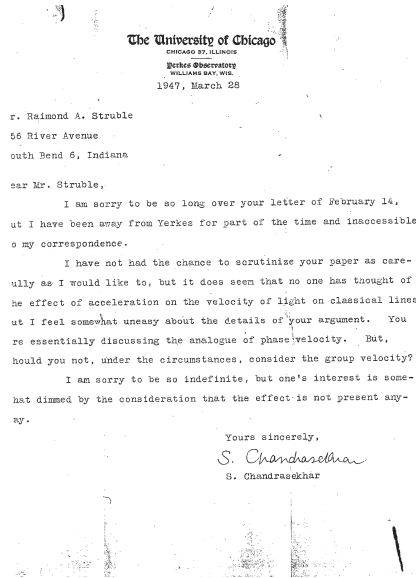 The University of Chicago
CHICAGO 37, ILLINOIS
Yerkes Observatory
WILLIAMS BAY, WIS.
1947, March 28
r. Raimond A. Struble
56 River Avenue
outh Bend 6, Indiana
ear Mr. Struble,
I am sorry to be so long over your letter of February 14,
ut I have been away from Yerkes for part of the time and inaccessible
o my correspondence.
I have not had the chance to scrutinize your paper as care-
ully as I would like to, but it does seem that no one has thought of
he effect of acceleration on the velocity of light on classical lines
ut I feel somewhat uneasy about the details of your argument. You
re essentially discussing the analogue of phase velocity. But,
hould you not, under the circumstances, consider the group velocity?
I am sorry to be so indefinite, but one's interest is some-
hat dimmed by the consideration that the effect is not present any-
ay.
Yours sincerely,
S. Chandrasekhar
S. Chandrasekhar